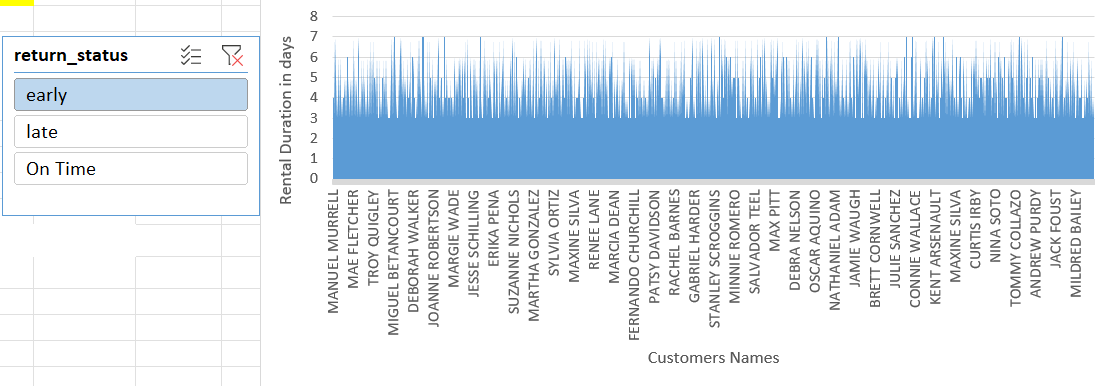 return_status
early
late
On Time
Rental Duration in days
8
7
6
5
4
3
2
1
0
MANUEL MURRELL
MAE FLETCHER
TROY QUIGLEY
MIGUEL BETANCOURT
DEBORAH WALKER
JOANNE ROBERTSON
MARGIE WADE
JESSE SCHILLING
ERIKA PENA
SUZANNE NICHOLS
MARTHA GONZALEZ
SYLVIA ORTIZ
MAXINE SILVA
RENEE LANE
MARCIA DEAN
FERNANDO CHURCHILL
PATSY DAVIDSON
RACHEL BARNES
GABRIEL HARDER
STANLEY SCROGGINS
MINNIE ROMERO
SALVADOR TEEL
MAX PITT
DEBRA NELSON
OSCAR AQUINO
NATHANIEL ADAM
JAMIE WAUGH
BRETT CORNWELL
JULIE SANCHEZ
CONNIE WALLACE
KENT ARSENAULT
MAXINE SILVA
CURTIS IRBY
NINA SOTO
TOMMY COLLAZO
ANDREW PURDY
JACK FOUST
MILDRED BAILEY
Customers Names